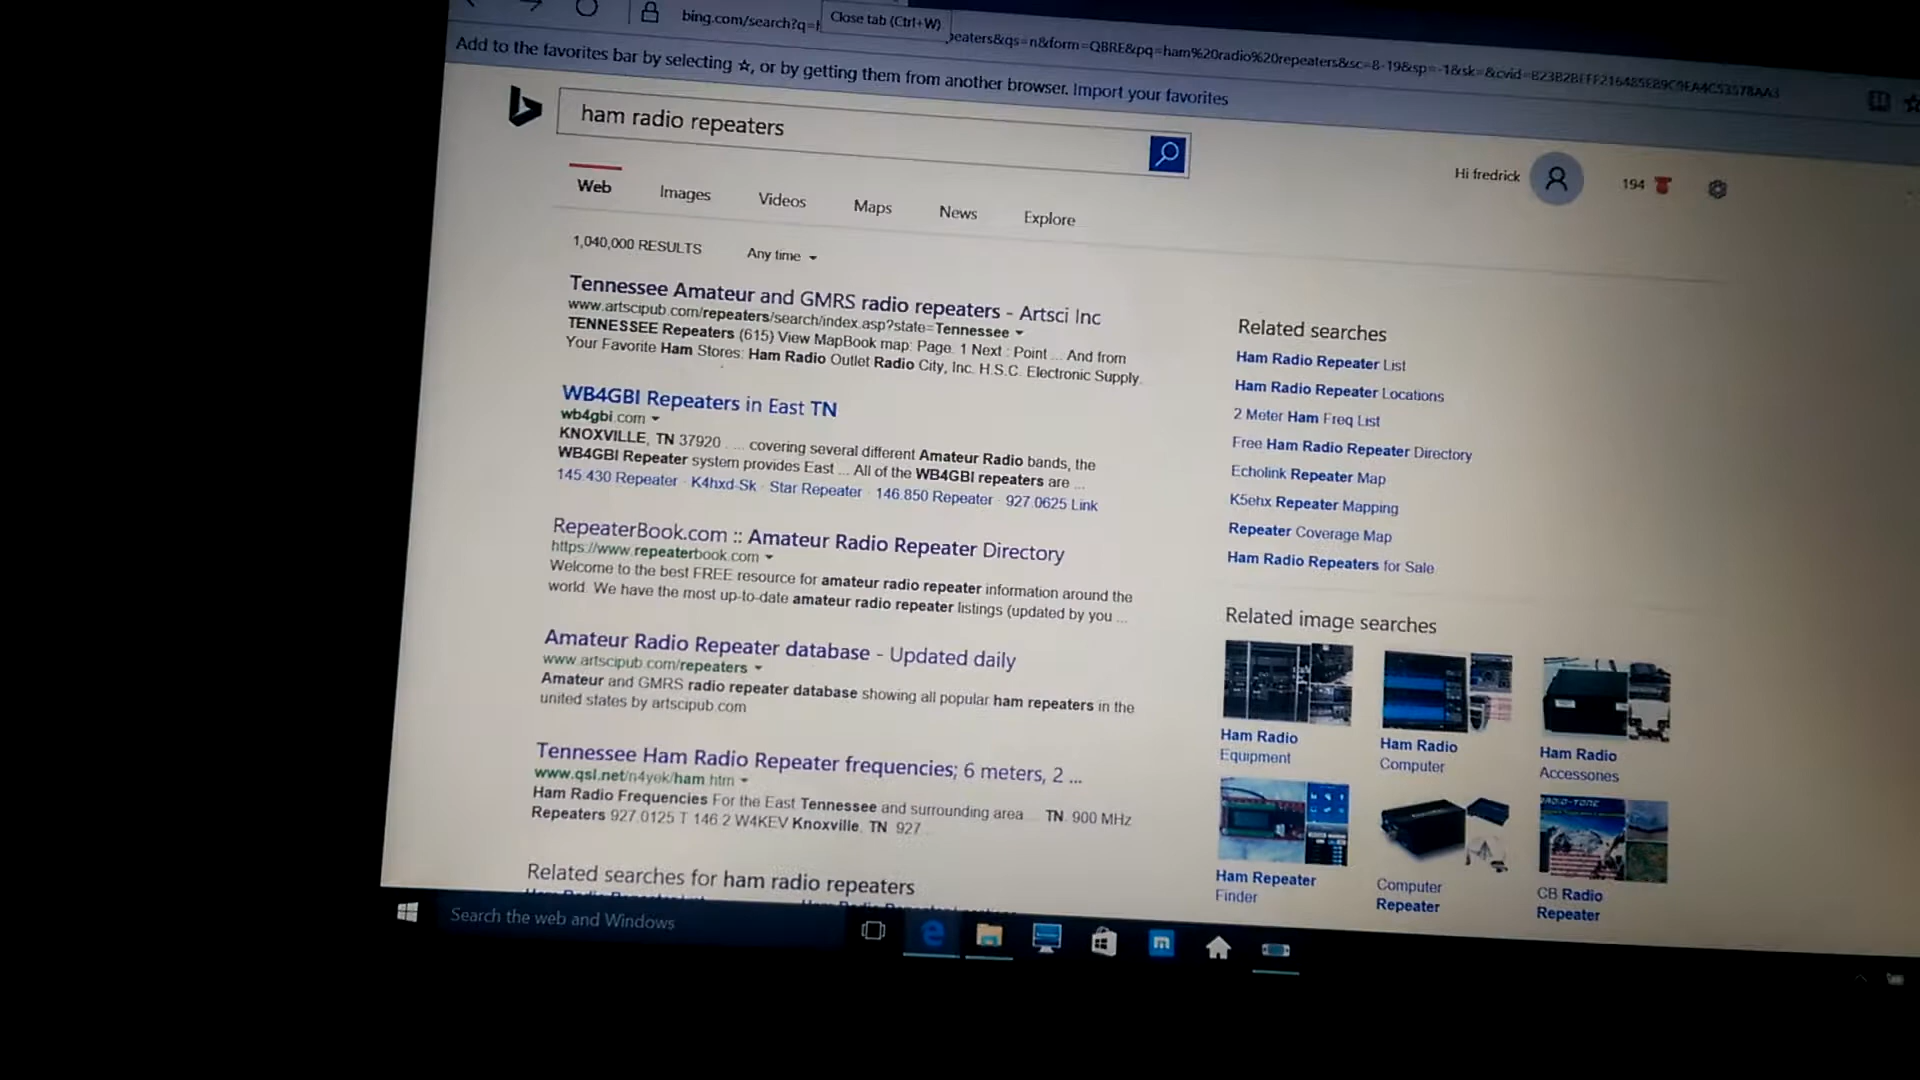 bing.com/search?q=
Close tab (Ctrl+W)
peaters&qs=n&form=QBRE&pq=ham%20radio%20repeaters&sc=8-19&sp=-1&sk=&cvid=
Add to the favorites bar by selecting ☆, or by getting them from another browser. Import your favorites
ham radio repeaters
Hi fredrick
194
Web Images Videos Maps News Explore
1,040,000 RESULTS Any time
Tennessee Amateur and GMRS radio repeaters - Artsci Inc
www.artscipub.com/repeaters/search/index.asp?state=Tennessee
TENNESSEE Repeaters (615) View MapBook map: Page. 1 Next : Point ... And from
Your Favorite Ham Stores: Ham Radio Outlet Radio City, Inc. H.S.C. Electronic Supply.
WB4GBI Repeaters in East TN
wb4gbi.com
KNOXVILLE, TN 37920 ... covering several different Amateur Radio bands, the
WB4GBI Repeater system provides East ... All of the WB4GBI repeaters are ...
145.430 Repeater · K4hxd-Sk · Star Repeater · 146.850 Repeater · 927.0625 Link
RepeaterBook.com :: Amateur Radio Repeater Directory
https://www.repeaterbook.com
Welcome to the best FREE resource for amateur radio repeater information around the
world. We have the most up-to-date amateur radio repeater listings (updated by you ...
Amateur Radio Repeater database - Updated daily
www.artscipub.com/repeaters
Amateur and GMRS radio repeater database showing all popular ham repeaters in the
united states by artscipub.com
Tennessee Ham Radio Repeater frequencies; 6 meters, 2 ...
www.qsl.net/n4yek/ham.htm
Ham Radio Frequencies For the East Tennessee and surrounding area ... TN. 900 MHz
Repeaters 927.0125 T 146.2 W4KEV Knoxville, TN 927
Related searches for ham radio repeaters
Related searches
Ham Radio Repeater List
Ham Radio Repeater Locations
2 Meter Ham Freq List
Free Ham Radio Repeater Directory
Echolink Repeater Map
K5ehx Repeater Mapping
Repeater Coverage Map
Ham Radio Repeaters for Sale
Related image searches
Ham Radio
Equipment
Ham Radio
Computer
Ham Radio
Accessories
Ham Repeater
Finder
Computer
Repeater
RADIO-TONE
CB Radio
Repeater
Search the web and Windows